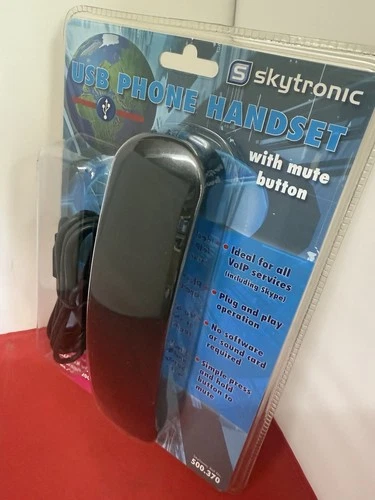 skytronic
USB PHONE HANDSET
with mute
button
Ideal for all
VoIP services
(including Skype)
Plug and play
operation
No software
or sound card
required
Simple press
and hold
button to
mute
500.370